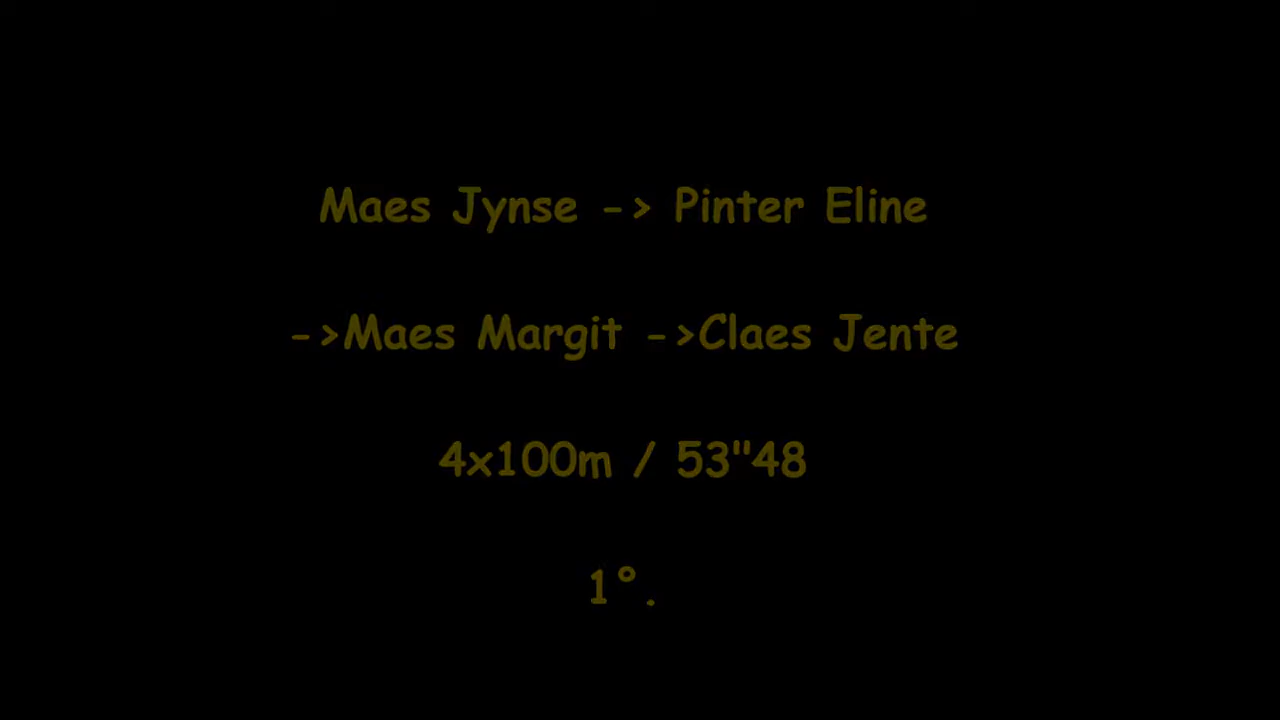 Maes Jynse -> Pinter Eline
->Maes Margit ->Claes Jente
4x100m / 53"48
1°.